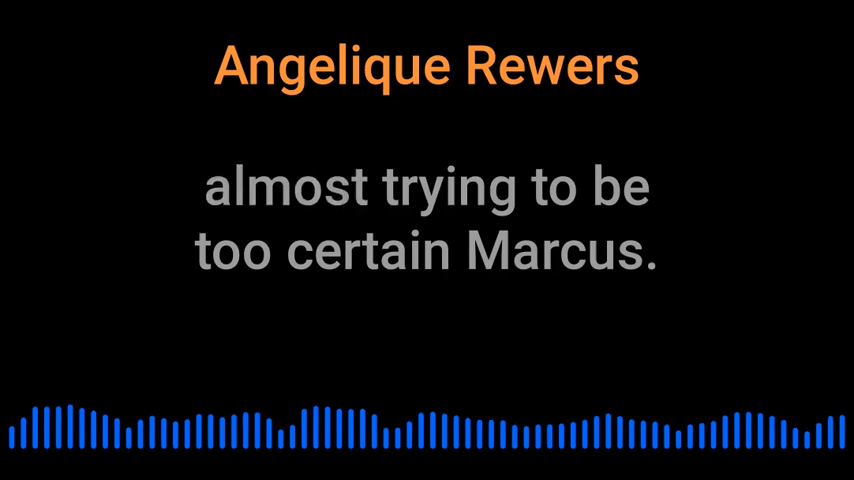 Angelique Rewers
almost trying to be
too certain Marcus.